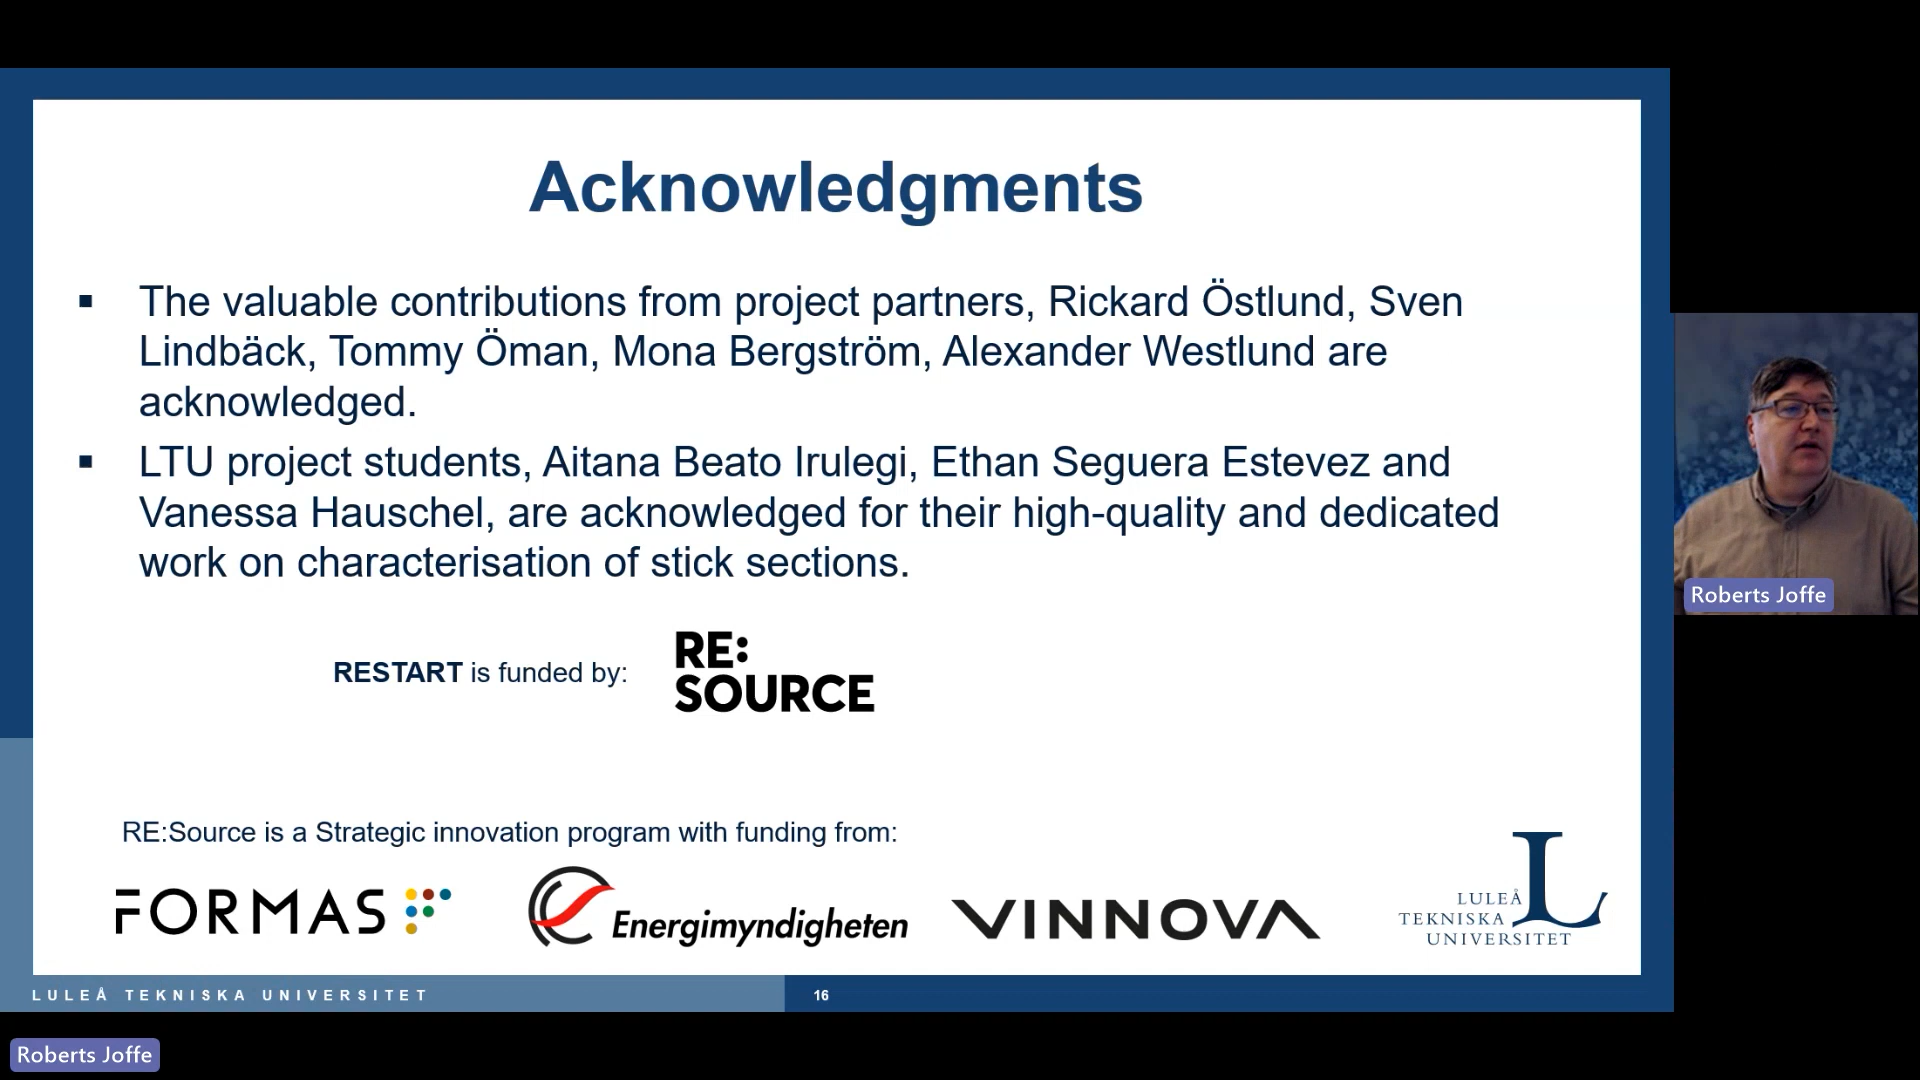 Acknowledgments
▪ The valuable contributions from project partners, Rickard Östlund, Sven
Lindbäck, Tommy Öman, Mona Bergström, Alexander Westlund are
acknowledged.
▪ LTU project students, Aitana Beato Irulegi, Ethan Seguera Estevez and
Vanessa Hauschel, are acknowledged for their high-quality and dedicated
work on characterisation of stick sections.
Roberts Joffe
RESTART is funded by:
RE:
SOURCE
RE:Source is a Strategic innovation program with funding from:
FORMAS
Energimyndigheten
VINNOVA
LULEÅ
TEKNISKA
UNIVERSITET
L
LULEÅ TEKNISKA UNIVERSITET
16
Roberts Joffe